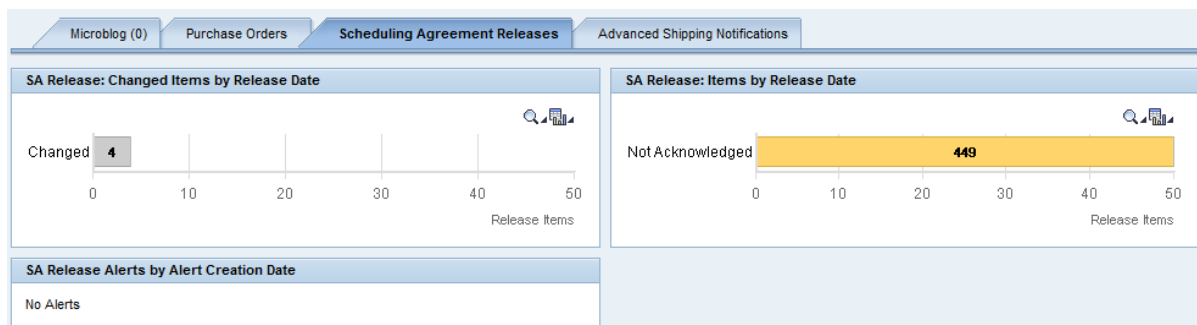 Microblog (0) Purchase Orders Scheduling Agreement Releases Advanced Shipping Notifications
SA Release: Changed Items by Release Date
Changed 4
0 10 20 30 40 50
Release Items
SA Release: Items by Release Date
Not Acknowledged 449
0 10 20 30 40 50
Release Items
SA Release Alerts by Alert Creation Date
No Alerts